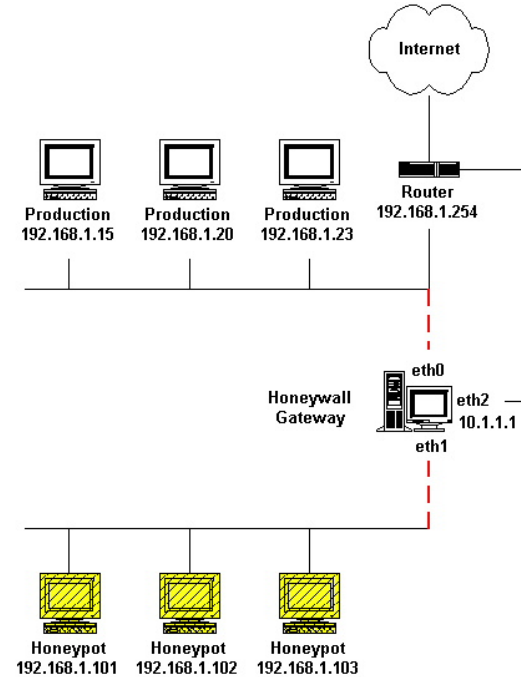 Internet
Production
192.168.1.15
Production
192.168.1.20
Production
192.168.1.23
Router
192.168.1.254
eth0
Honeywall
Gateway
eth2
10.1.1.1
eth1
Honeypot
192.168.1.101
Honeypot
192.168.1.102
Honeypot
192.168.1.103